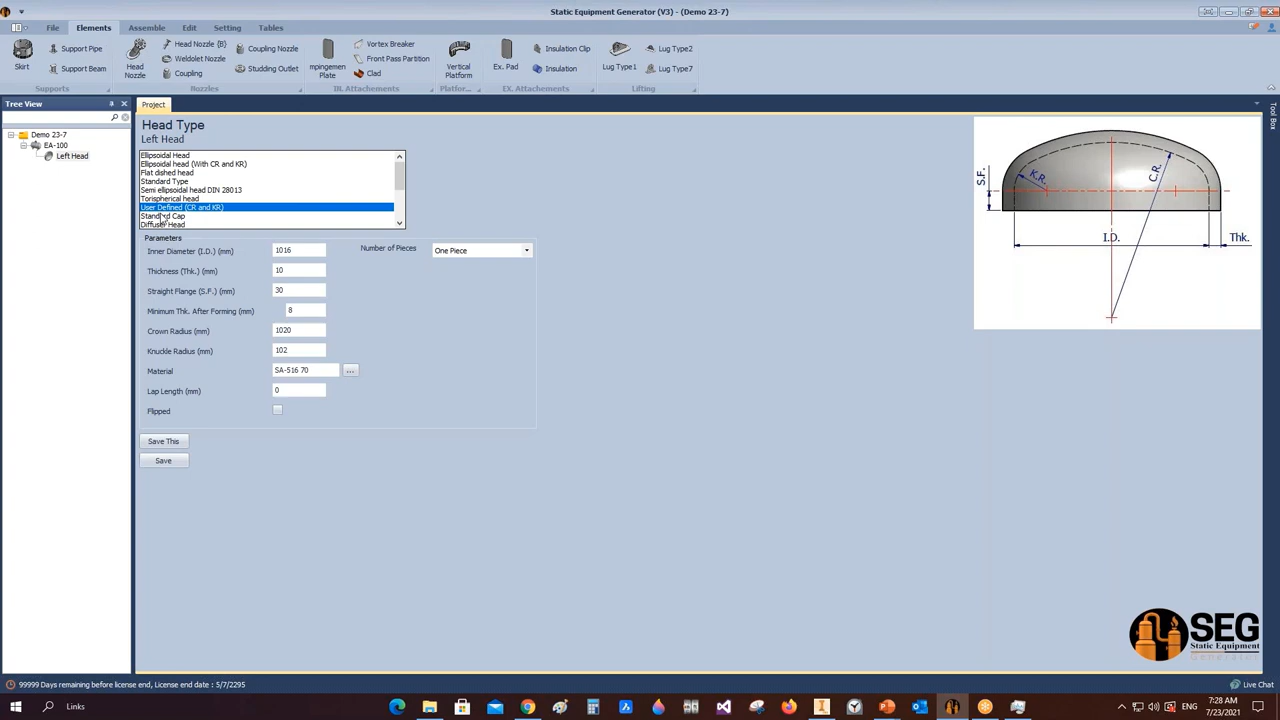 Static Equipment Generator (V3) - (Demo 23-7)
File Elements Assemble Edit Setting Tables
Skirt
Support Pipe
Support Beam
Supports
Head Nozzle
Head Nozzle {B}
Weldolet Nozzle
Coupling
Coupling Nozzle
Studding Outlet
Nozzles
mpingemen Plate
Vortex Breaker
Front Pass Partition
Clad
IN. Attachements
Vertical Platform
Platfor...
Ex. Pad
Insulation Clip
Insulation
EX. Attachements
Lug Type1
Lug Type2
Lug Type7
Lifting
Tree View
Demo 23-7
EA-100
Left Head
Project
Head Type
Left Head
Ellipsoidal Head
Ellipsoidal head (With CR and KR)
Flat dished head
Standard Type
Semi ellipsoidal head DIN 28013
Torispherical head
User Defined (CR and KR)
Standard Cap
Diffuser Head
Parameters
Inner Diameter (I.D.) (mm) 1016 Number of Pieces One Piece
Thickness (Thk.) (mm) 10
Straight Flange (S.F.) (mm) 30
Minimum Thk. After Forming (mm) 8
Crown Radius (mm) 1020
Knuckle Radius (mm) 102
Material SA-516 70 ...
Lap Length (mm) 0
Flipped
Save This
Save
S.F.
K.R.
C.R.
I.D.
Thk.
Tool Box
SEG
Static Equipment
Generator
99999 Days remaining before license end, License end date : 5/7/2295
Live Chat
Links
7:28 AM
7/23/2021